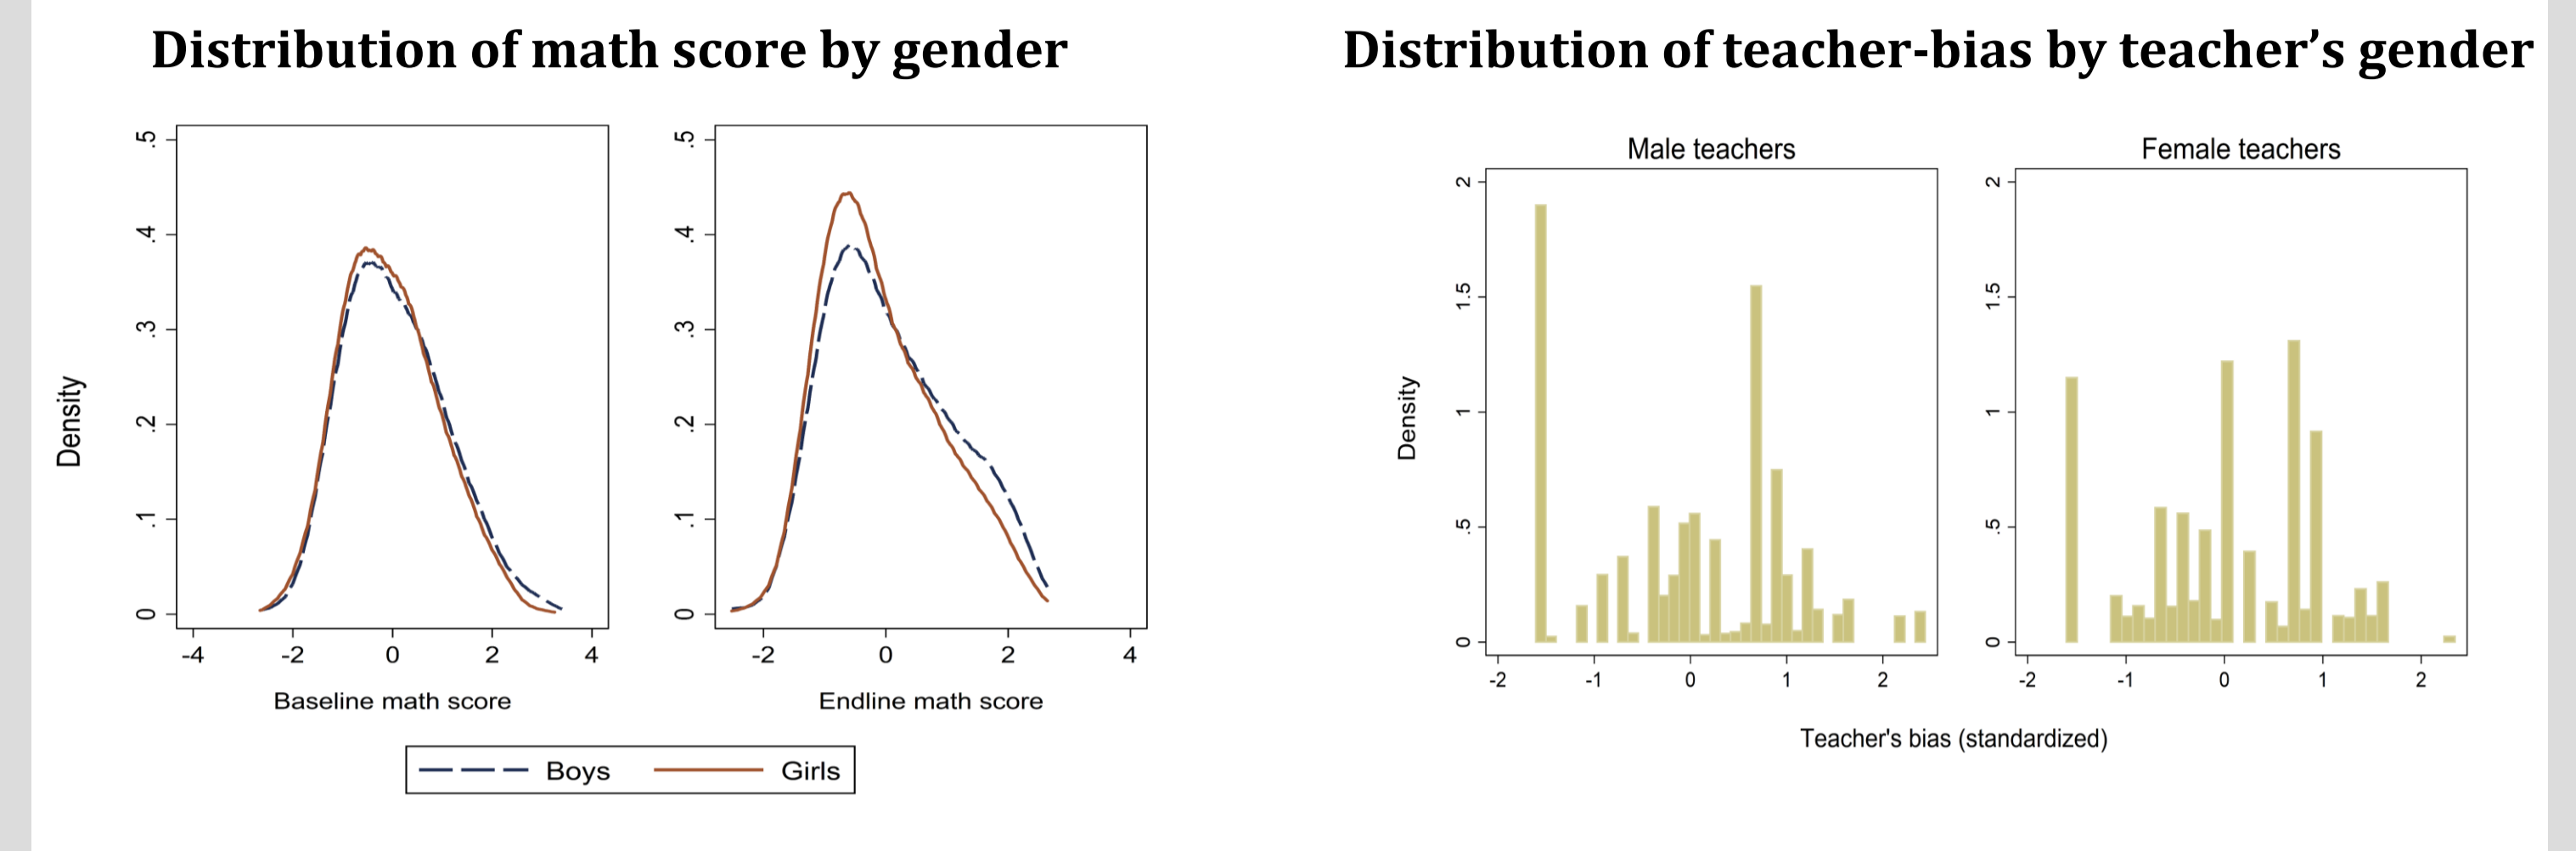 Distribution of math score by gender
.5
.4
.3
.2
.1
0
Density
-4 -2 0 2 4
Baseline math score
.5
.4
.3
.2
.1
0
-2 0 2 4
Endline math score
Boys Girls
Distribution of teacher-bias by teacher’s gender
Male teachers
2
1.5
1
.5
0
Density
-2 -1 0 1 2
Female teachers
2
1.5
1
.5
0
-2 -1 0 1 2
Teacher's bias (standardized)